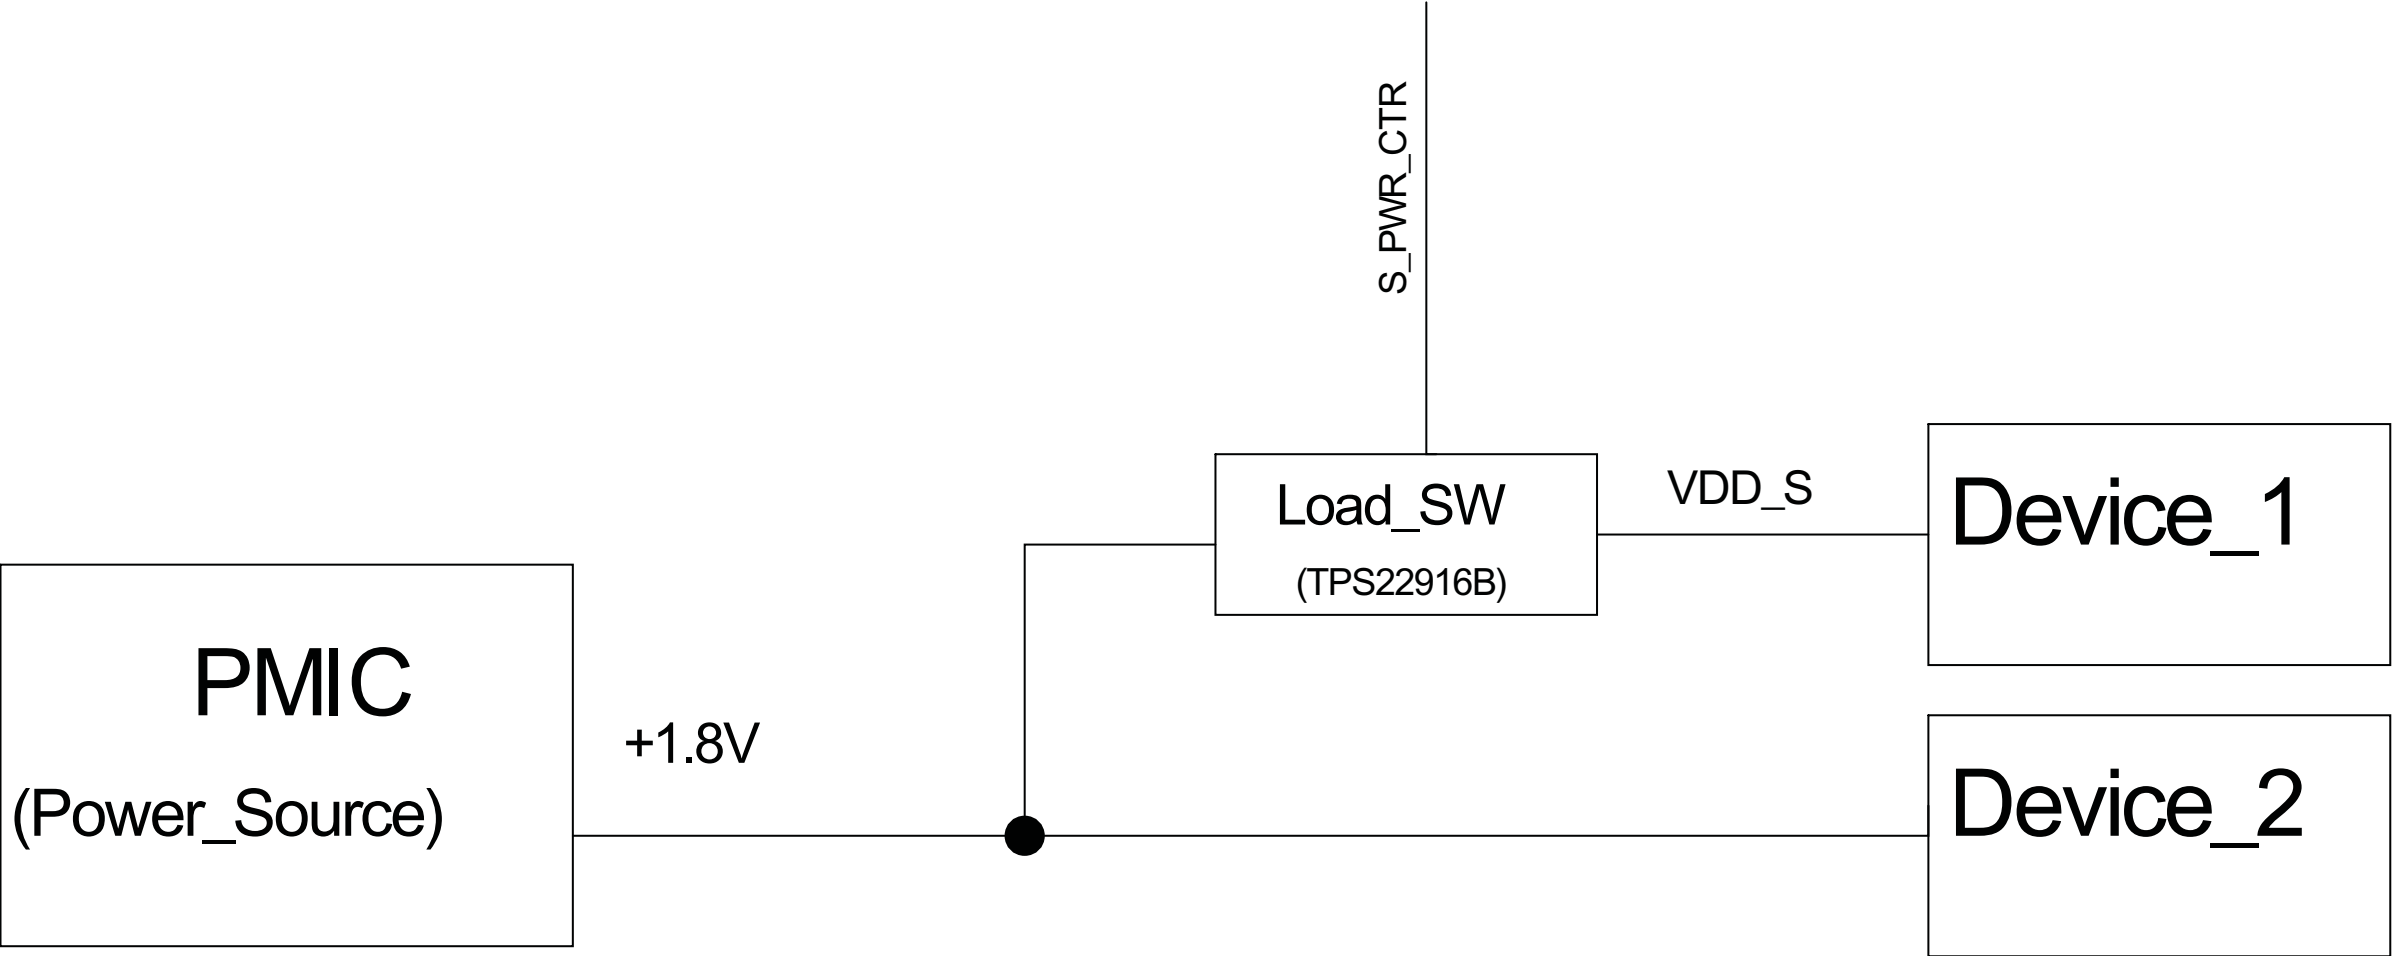 S_PWR_CTR
Load_SW
(TPS22916B)
VDD_S
Device_1
PMIC
(Power_Source)
+1.8V
Device_2